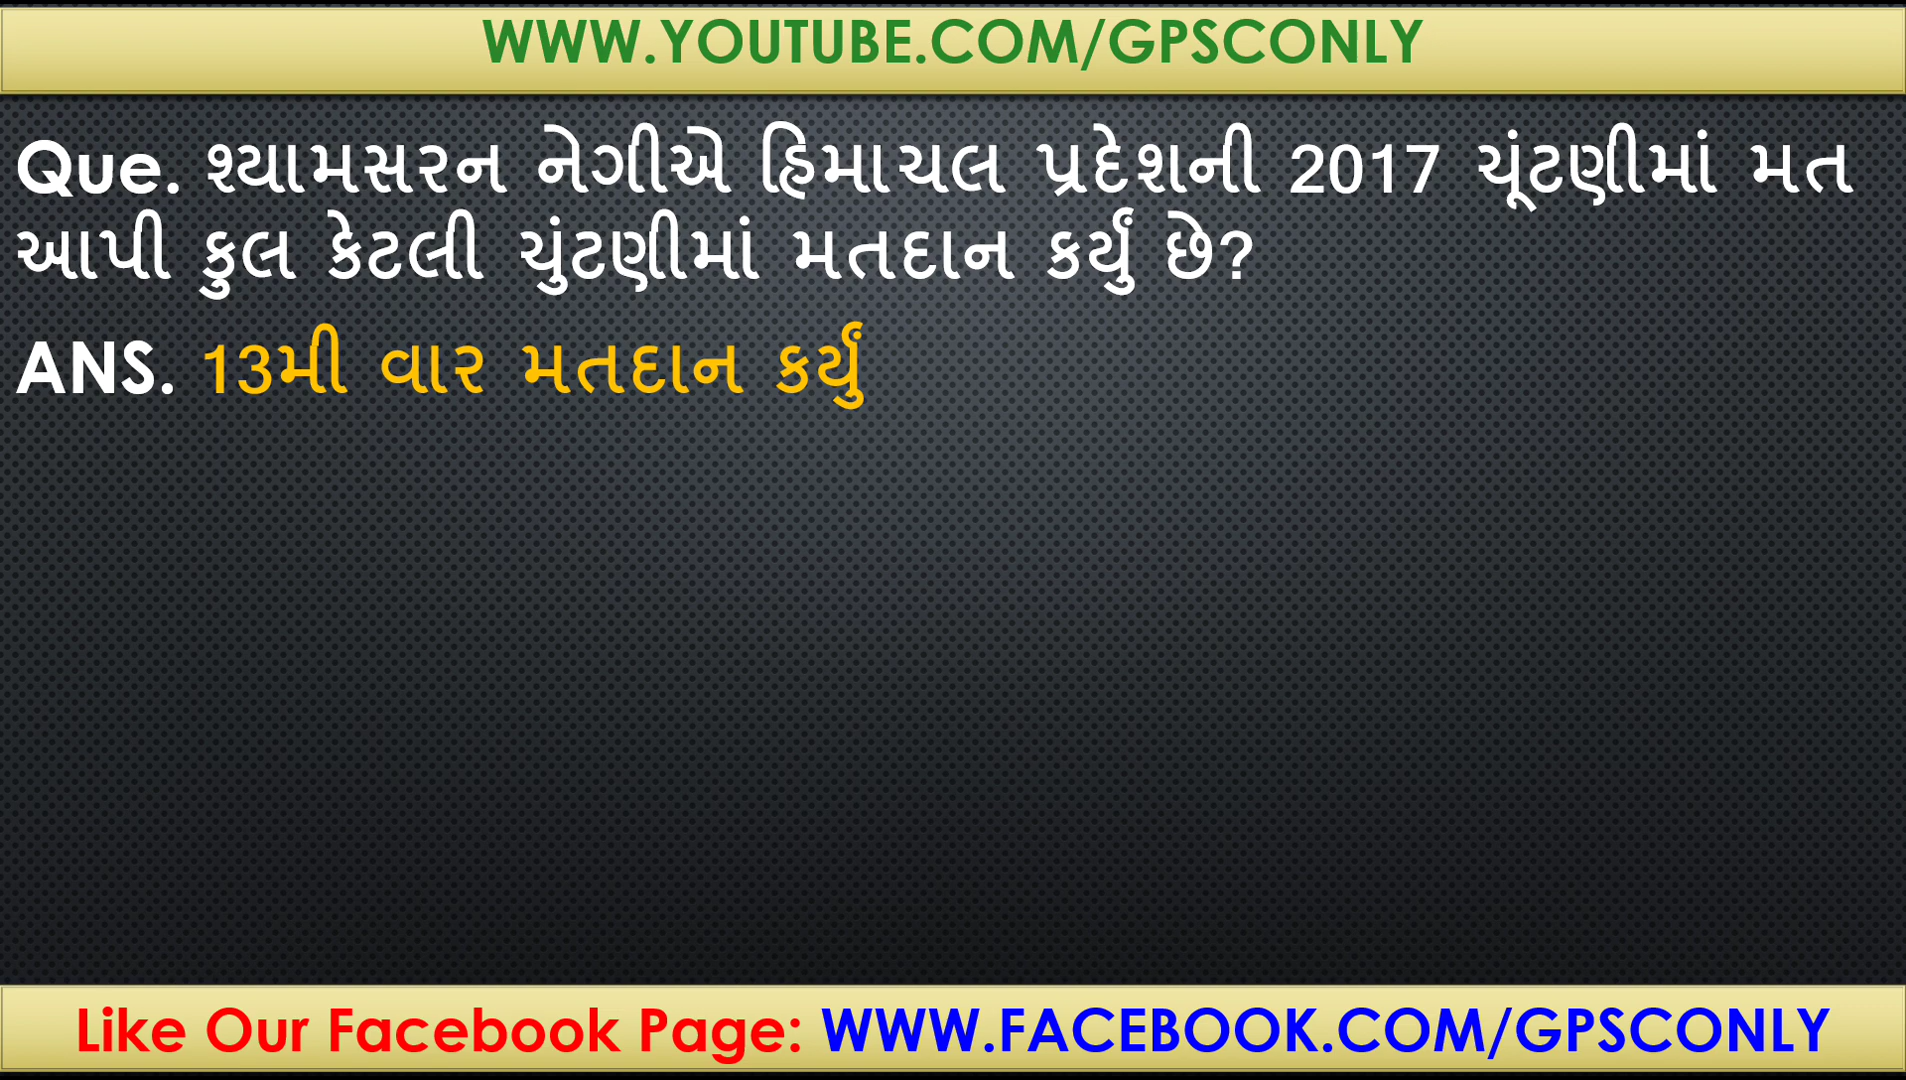 WWW.YOUTUBE.COM/GPSCONLY
Que. શ્યામસરન નેગીએ હિમાચલ પ્રદેશની 2017 ચૂંટણીમાં મત
આપી કુલ કેટલી ચુંટણીમાં મતદાન કર્યું છે?
ANS. 13મી વાર મતદાન કર્યું
Like Our Facebook Page: WWW.FACEBOOK.COM/GPSCONLY